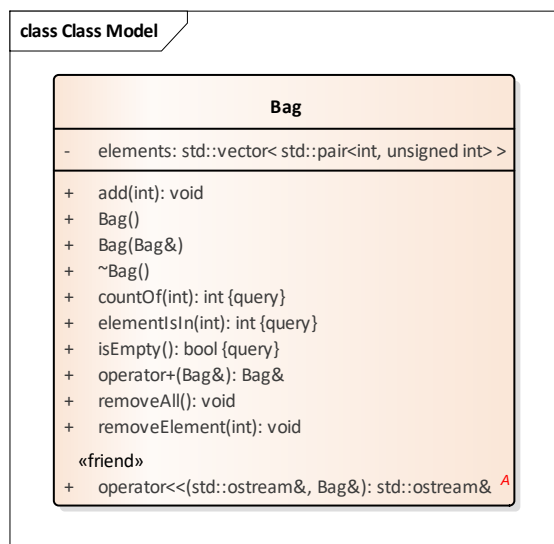 class Class Model
Bag
- elements: std::vector< std::pair<int, unsigned int> >
+ add(int): void
+ Bag()
+ Bag(Bag&)
+ ~Bag()
+ countOf(int): int {query}
+ elementIsIn(int): int {query}
+ isEmpty(): bool {query}
+ operator+(Bag&): Bag&
+ removeAll(): void
+ removeElement(int): void
«friend»
+ operator<<(std::ostream&, Bag&): std::ostream& A